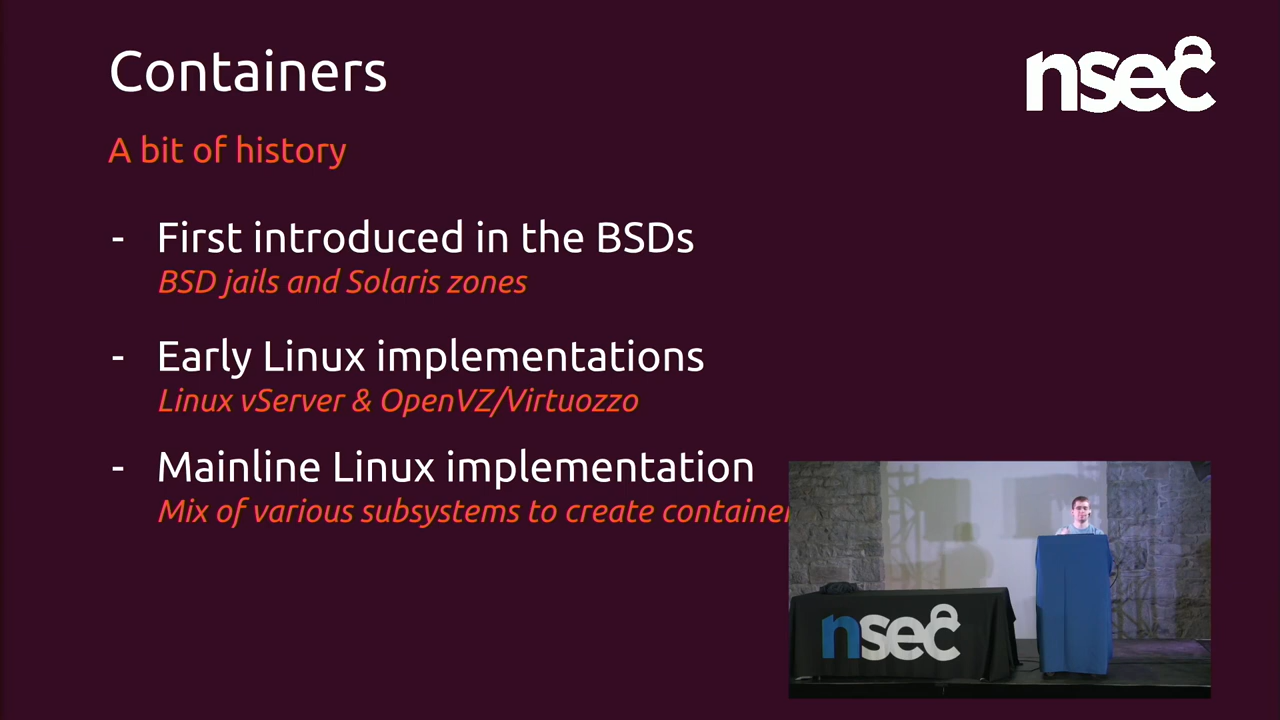 Containers
nsec
A bit of history
- First introduced in the BSDs
BSD jails and Solaris zones
- Early Linux implementations
Linux vServer & OpenVZ/Virtuozzo
- Mainline Linux implementation
Mix of various subsystems to create container
nsec